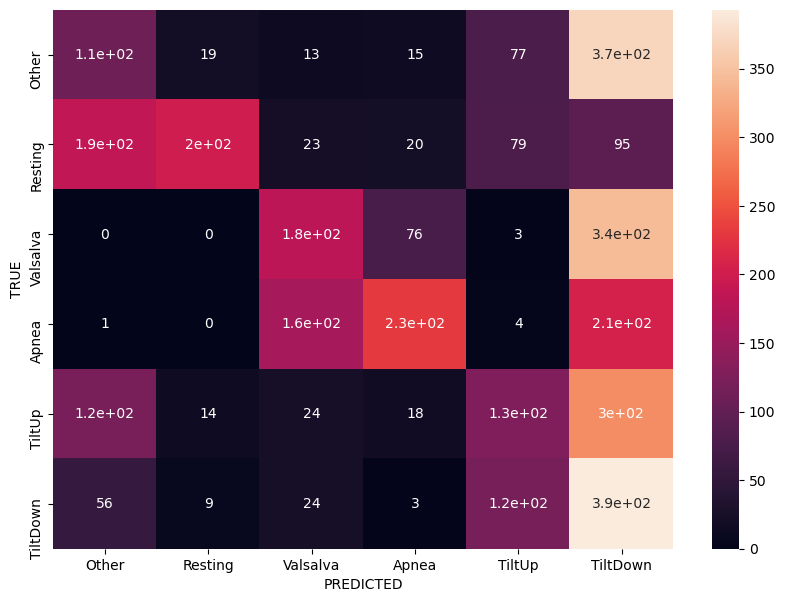 Other 1.1e+02 19 13 15 77 3.7e+02
Resting 1.9e+02 2e+02 23 20 79 95
Valsalva 0 0 1.8e+02 76 3 3.4e+02
Apnea 1 0 1.6e+02 2.3e+02 4 2.1e+02
TiltUp 1.2e+02 14 24 18 1.3e+02 3e+02
TiltDown 56 9 24 3 1.2e+02 3.9e+02
Other Resting Valsalva Apnea TiltUp TiltDown
PREDICTED
TRUE
350
300
250
200
150
100
50
0